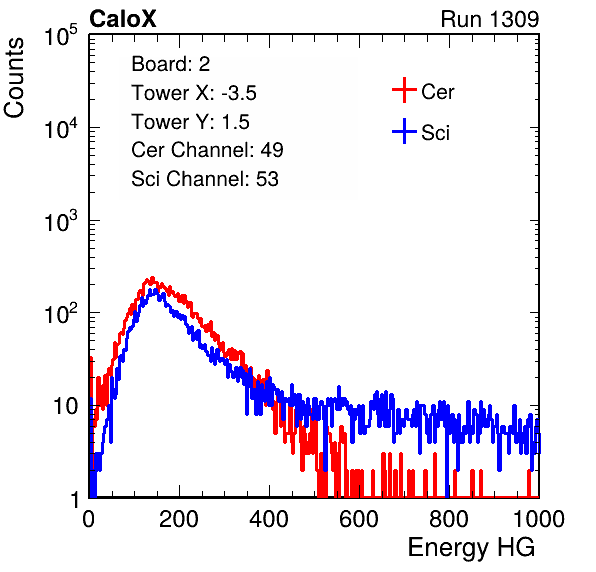 CaloX Run 1309
Counts
Board: 2
Tower X: -3.5
Tower Y: 1.5
Cer Channel: 49
Sci Channel: 53
Cer
Sci
10^5
10^4
10^3
10^2
10
1
0 200 400 600 800 1000
Energy HG